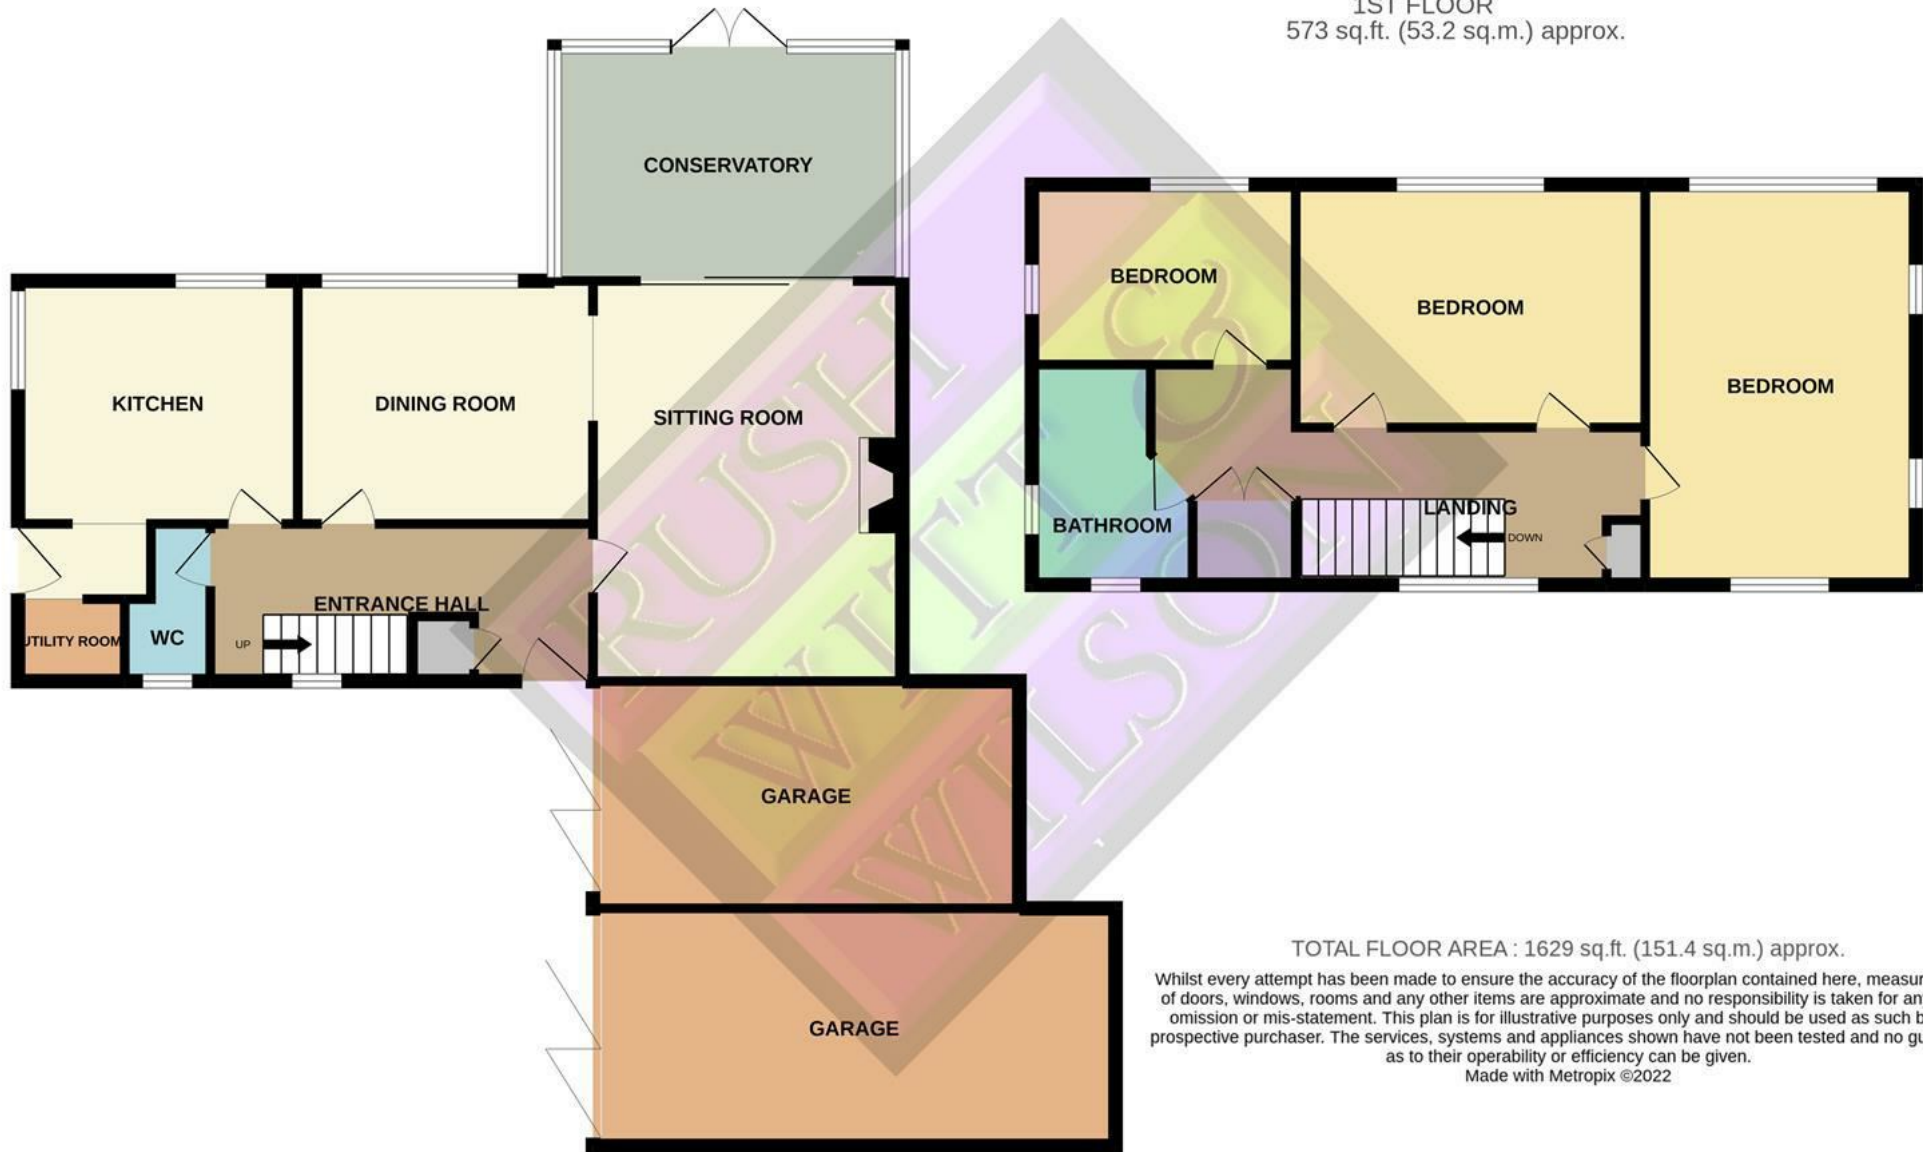 1ST FLOOR
573 sq.ft. (53.2 sq.m.) approx.
CONSERVATORY
KITCHEN
DINING ROOM
SITTING ROOM
ENTRANCE HALL
UP
UTILITY ROOM
WC
GARAGE
GARAGE
BEDROOM
BEDROOM
BEDROOM
BATHROOM
LANDING
DOWN
RUSH
WITT &
WILSON
TOTAL FLOOR AREA : 1629 sq.ft. (151.4 sq.m.) approx.
Whilst every attempt has been made to ensure the accuracy of the floorplan contained here, measur
of doors, windows, rooms and any other items are approximate and no responsibility is taken for an
omission or mis-statement. This plan is for illustrative purposes only and should be used as such b
prospective purchaser. The services, systems and appliances shown have not been tested and no gu
as to their operability or efficiency can be given.
Made with Metropix ©2022